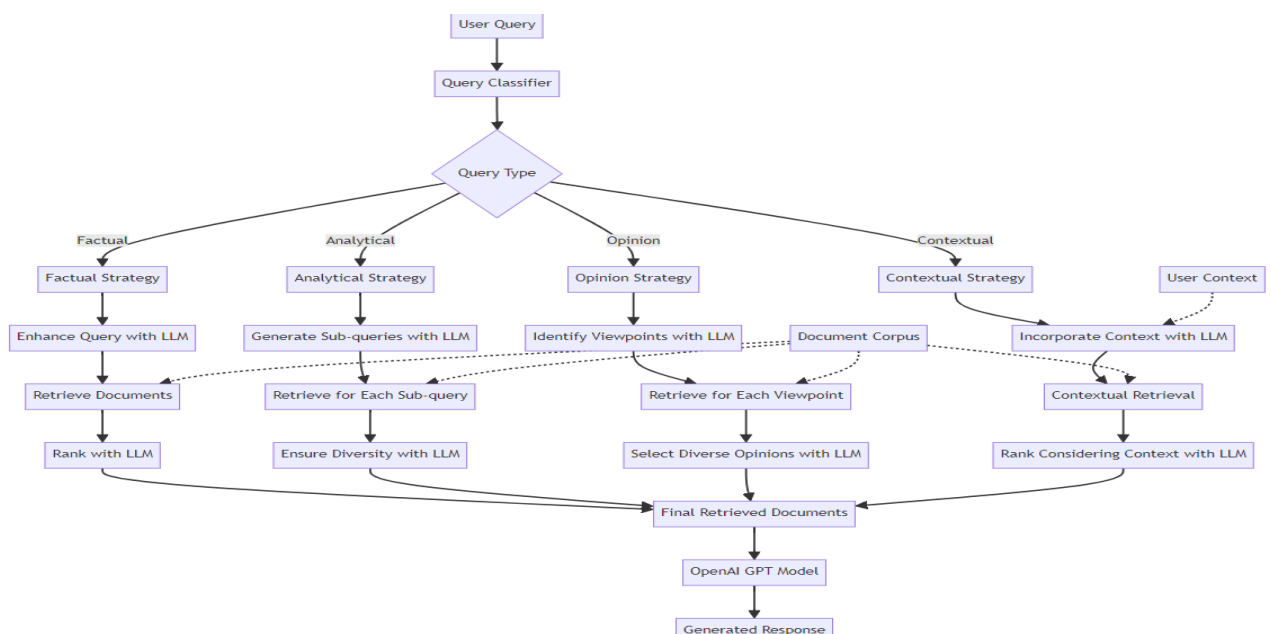 User Query
Query Classifier
Query Type
Factual
Analytical
Opinion
Contextual
Factual Strategy
Analytical Strategy
Opinion Strategy
Contextual Strategy
User Context
Enhance Query with LLM
Generate Sub-queries with LLM
Identify Viewpoints with LLM
Document Corpus
Incorporate Context with LLM
Retrieve Documents
Retrieve for Each Sub-query
Retrieve for Each Viewpoint
Contextual Retrieval
Rank with LLM
Ensure Diversity with LLM
Select Diverse Opinions with LLM
Rank Considering Context with LLM
Final Retrieved Documents
OpenAI GPT Model
Generated Response